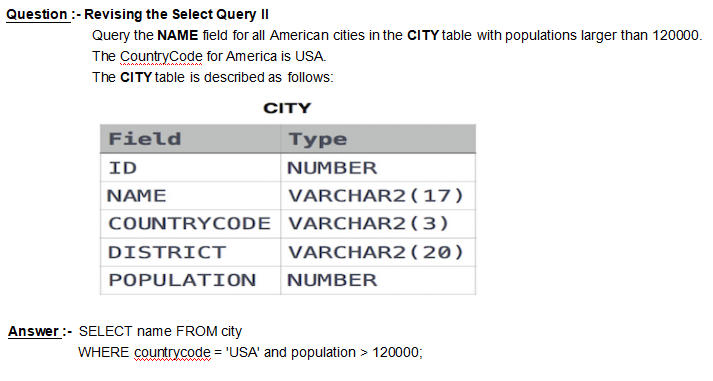 Question :- Revising the Select Query II
Query the NAME field for all American cities in the CITY table with populations larger than 120000.
The CountryCode for America is USA.
The CITY table is described as follows:
CITY
Field Type
ID NUMBER
NAME VARCHAR2(17)
COUNTRYCODE VARCHAR2(3)
DISTRICT VARCHAR2(20)
POPULATION NUMBER
Answer :- SELECT name FROM city
WHERE countrycode = 'USA' and population > 120000;